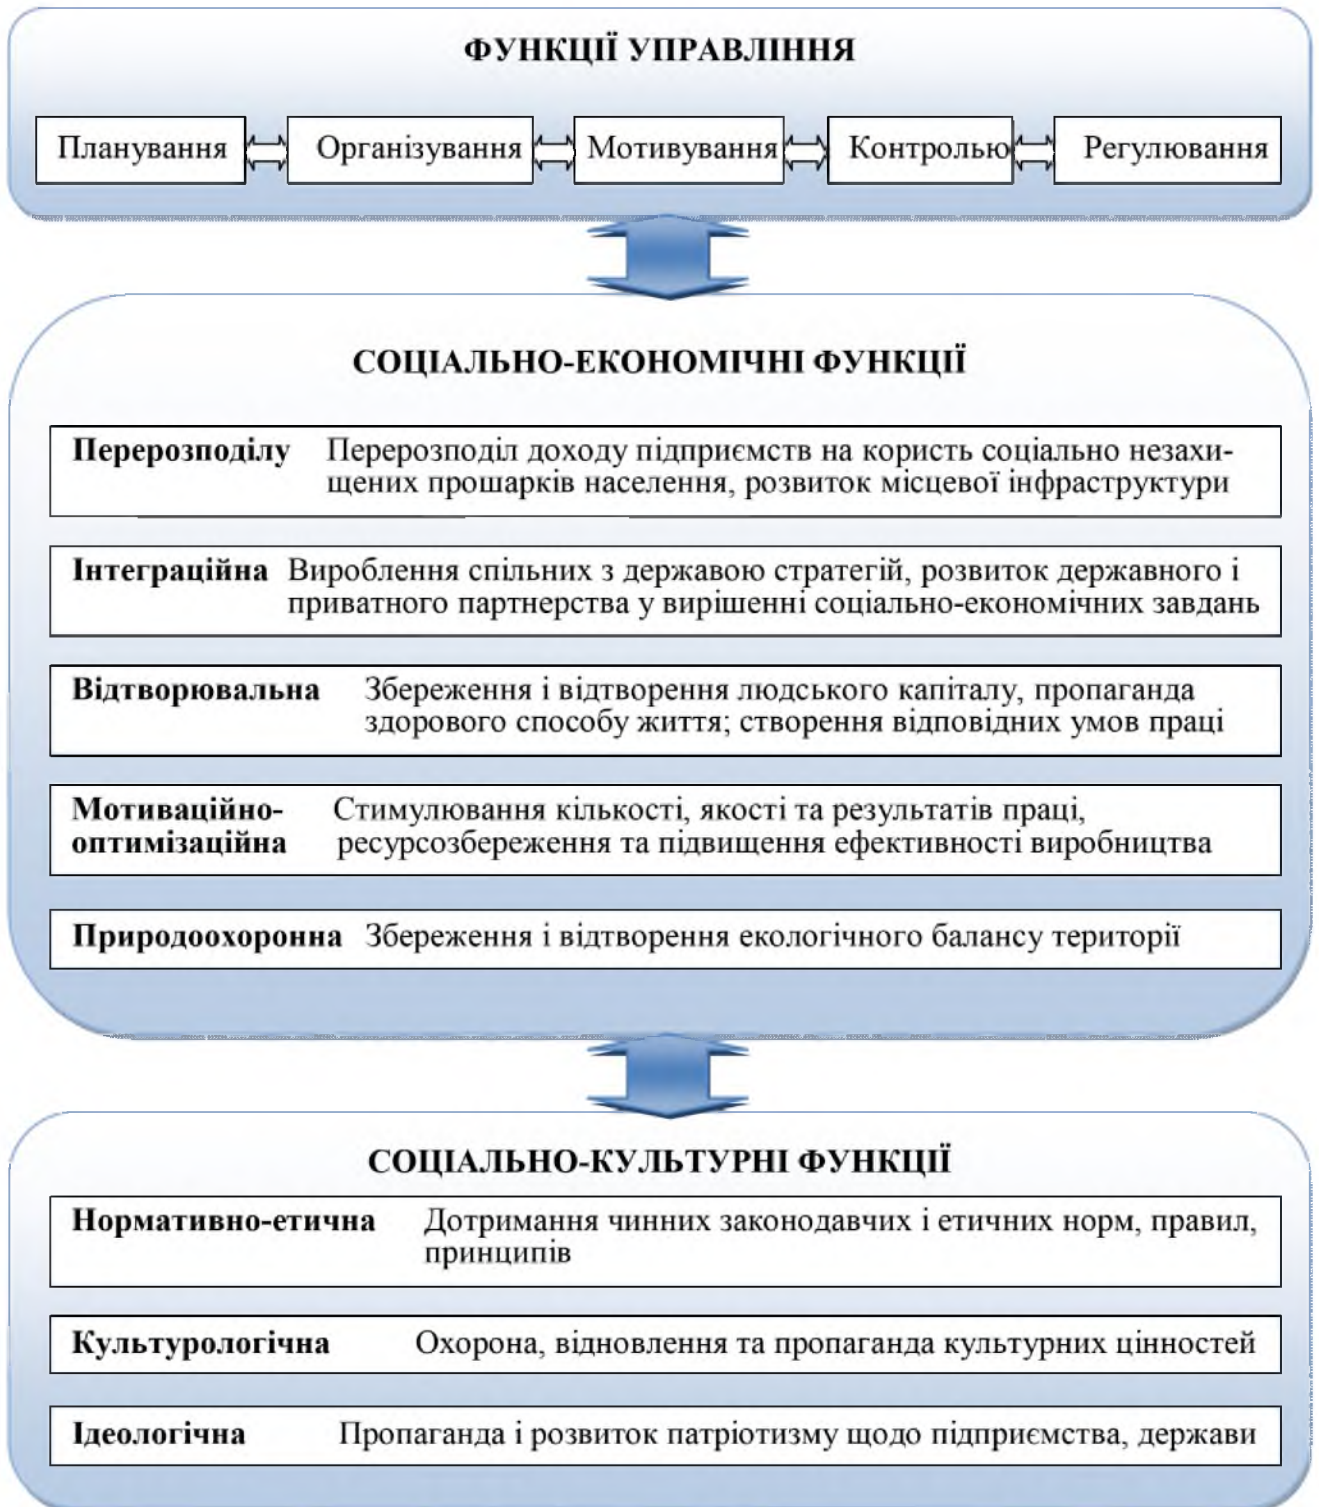 ФУНКЦІЇ УПРАВЛІННЯ
Планування Організування Мотивування Контролью Регулювання
СОЦІАЛЬНО-ЕКОНОМІЧНІ ФУНКЦІЇ
Перерозподілу Перерозподіл доходу підприємств на користь соціально незахи-
щених прошарків населення, розвиток місцевої інфраструктури
Інтеграційна Вироблення спільних з державою стратегій, розвиток державного і
приватного партнерства у вирішенні соціально-економічних завдань
Відтворювальна Збереження і відтворення людського капіталу, пропаганда
здорового способу життя; створення відповідних умов праці
Мотиваційно- Стимулювання кількості, якості та результатів праці,
оптимізаційна ресурсозбереження та підвищення ефективності виробництва
Природоохоронна Збереження і відтворення екологічного балансу території
СОЦІАЛЬНО-КУЛЬТУРНІ ФУНКЦІЇ
Нормативно-етична Дотримання чинних законодавчих і етичних норм, правил,
принципів
Культурологічна Охорона, відновлення та пропаганда культурних цінностей
Ідеологічна Пропаганда і розвиток патріотизму щодо підприємства, держави